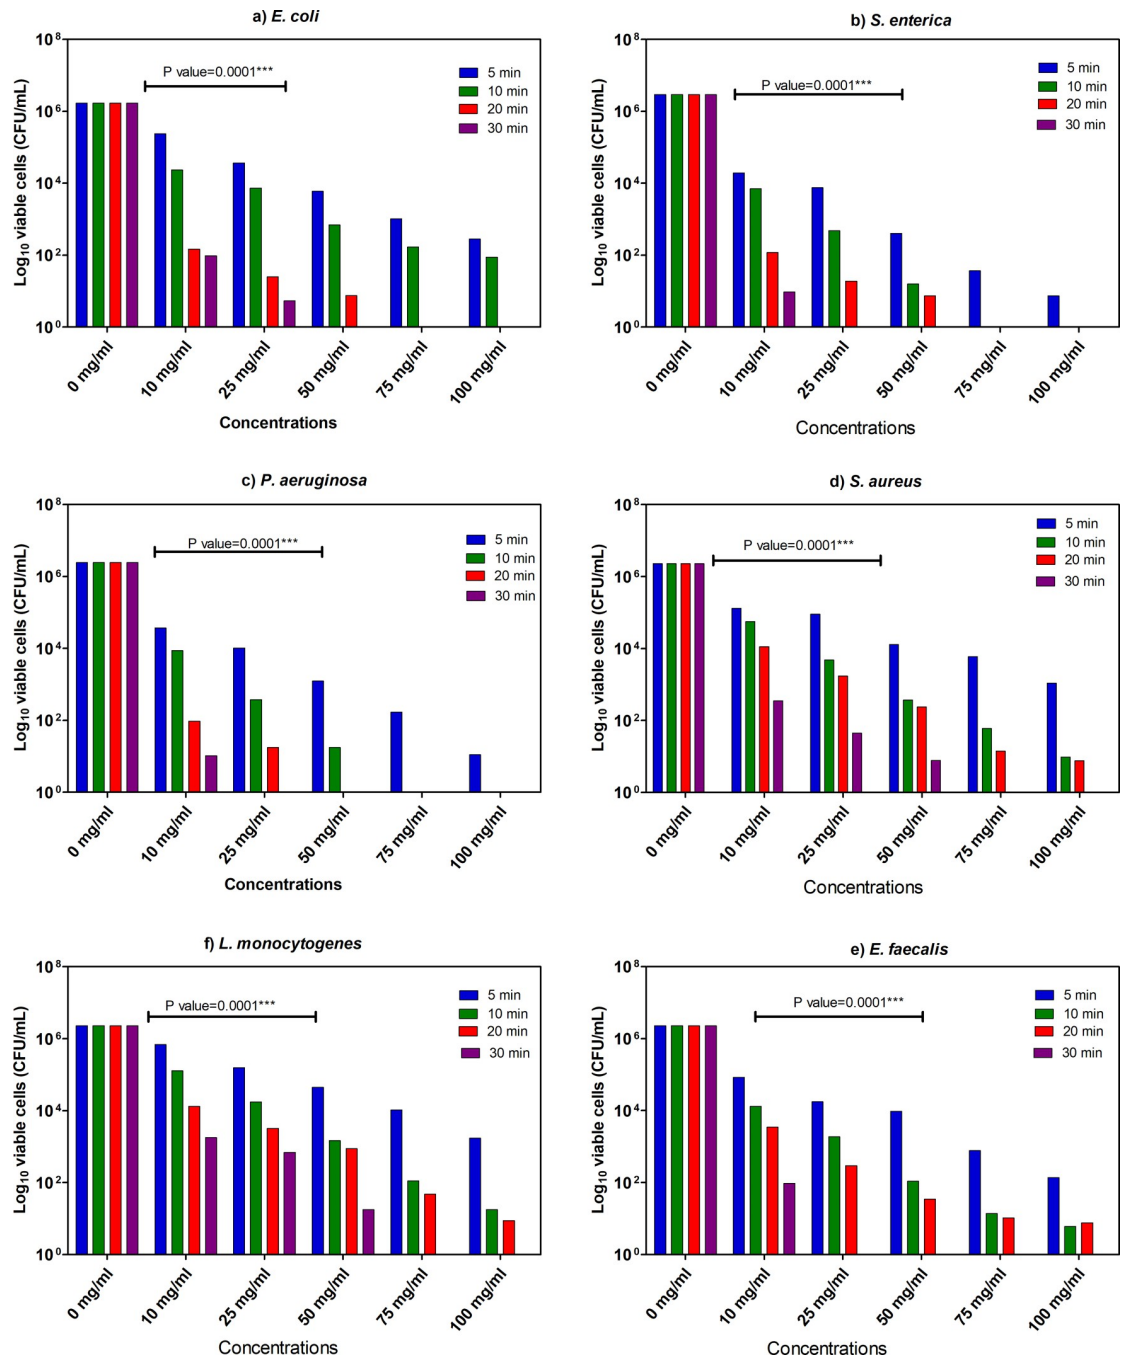 a) E. coli
Log10 viable cells (CFU/mL)
10^8
10^6
10^4
10^2
10^0
P value=0.0001***
5 min
10 min
20 min
30 min
0 mg/ml
10 mg/ml
25 mg/ml
50 mg/ml
75 mg/ml
100 mg/ml
Concentrations
b) S. enterica
Log10 viable cells (CFU/mL)
10^8
10^6
10^4
10^2
10^0
P value=0.0001***
5 min
10 min
20 min
30 min
0 mg/ml
10 mg/ml
25 mg/ml
50 mg/ml
75 mg/ml
100 mg/ml
Concentrations
c) P. aeruginosa
Log10 viable cells (CFU/mL)
10^8
10^6
10^4
10^2
10^0
P value=0.0001***
5 min
10 min
20 min
30 min
0 mg/ml
10 mg/ml
25 mg/ml
50 mg/ml
75 mg/ml
100 mg/ml
Concentrations
d) S. aureus
Log10 viable cells (CFU/mL)
10^8
10^6
10^4
10^2
10^0
P value=0.0001***
5 min
10 min
20 min
30 min
0 mg/ml
10 mg/ml
25 mg/ml
50 mg/ml
75 mg/ml
100 mg/ml
Concentrations
f) L. monocytogenes
Log10 viable cells (CFU/mL)
10^8
10^6
10^4
10^2
10^0
P value=0.0001***
5 min
10 min
20 min
30 min
0 mg/ml
10 mg/ml
25 mg/ml
50 mg/ml
75 mg/ml
100 mg/ml
Concentrations
e) E. faecalis
Log10 viable cells (CFU/mL)
10^8
10^6
10^4
10^2
10^0
P value=0.0001***
5 min
10 min
20 min
30 min
0 mg/ml
10 mg/ml
25 mg/ml
50 mg/ml
75 mg/ml
100 mg/ml
Concentrations